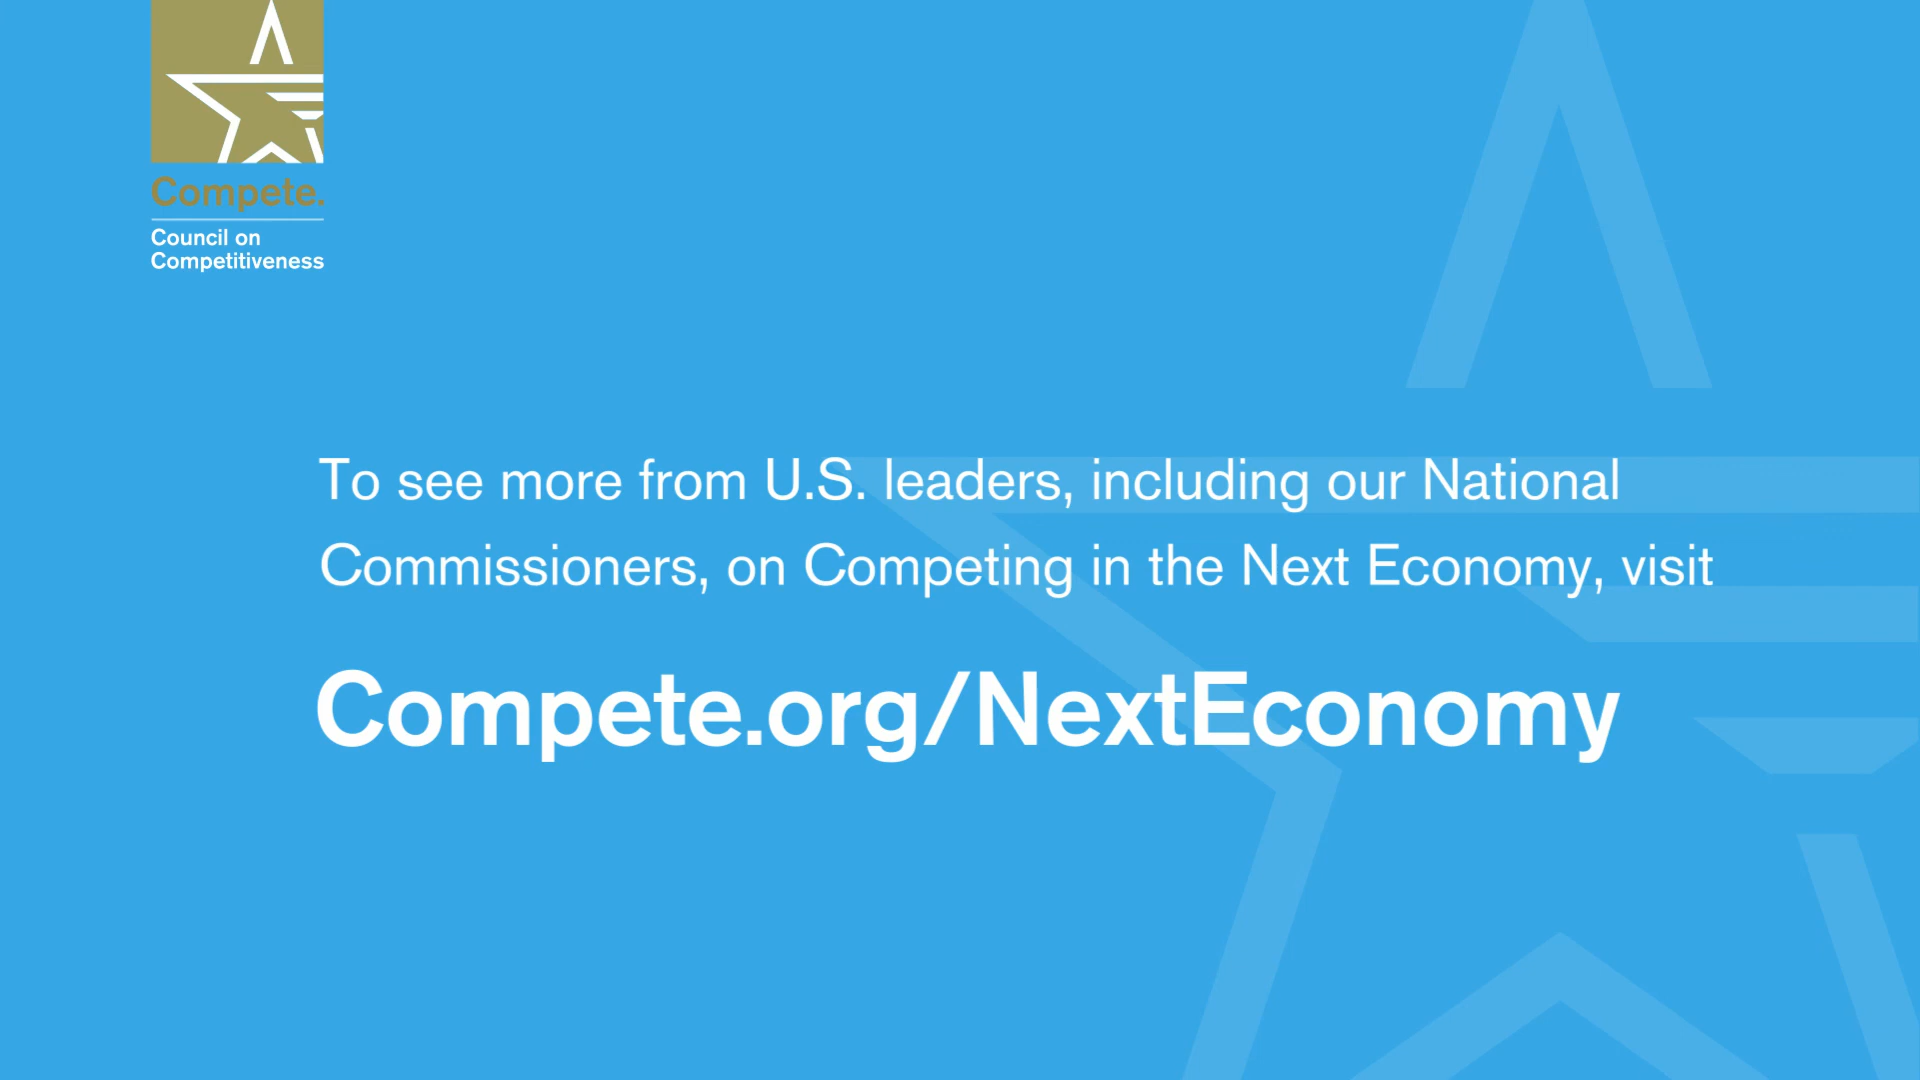 Compete.
Council on
Competitiveness
To see more from U.S. leaders, including our National
Commissioners, on Competing in the Next Economy, visit
Compete.org/NextEconomy